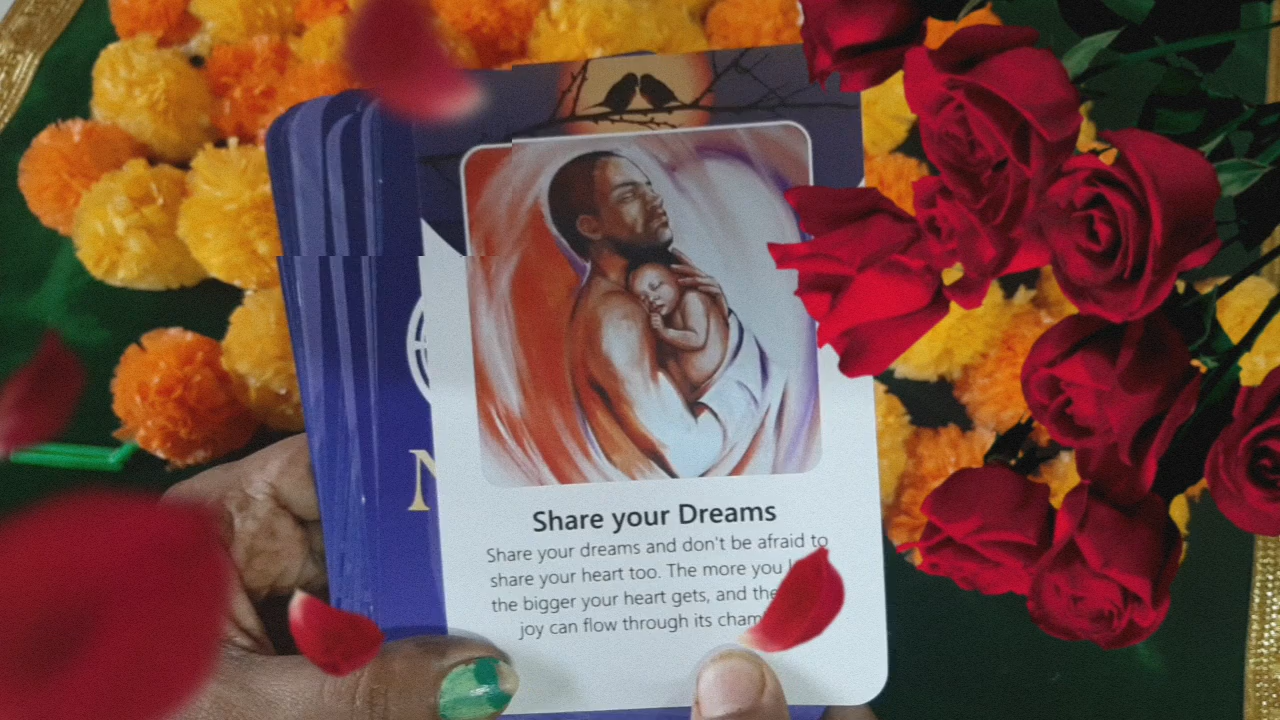 Share your Dreams
Share your dreams and don't be afraid to
share your heart too. The more you
the bigger your heart gets, and the
joy can flow through its
N